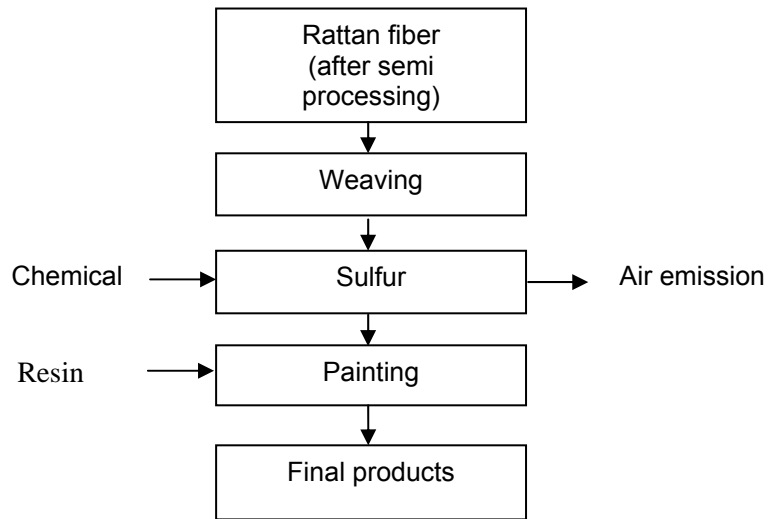 Rattan fiber
(after semi
processing)
Weaving
Chemical
Sulfur
Air emission
Resin
Painting
Final products